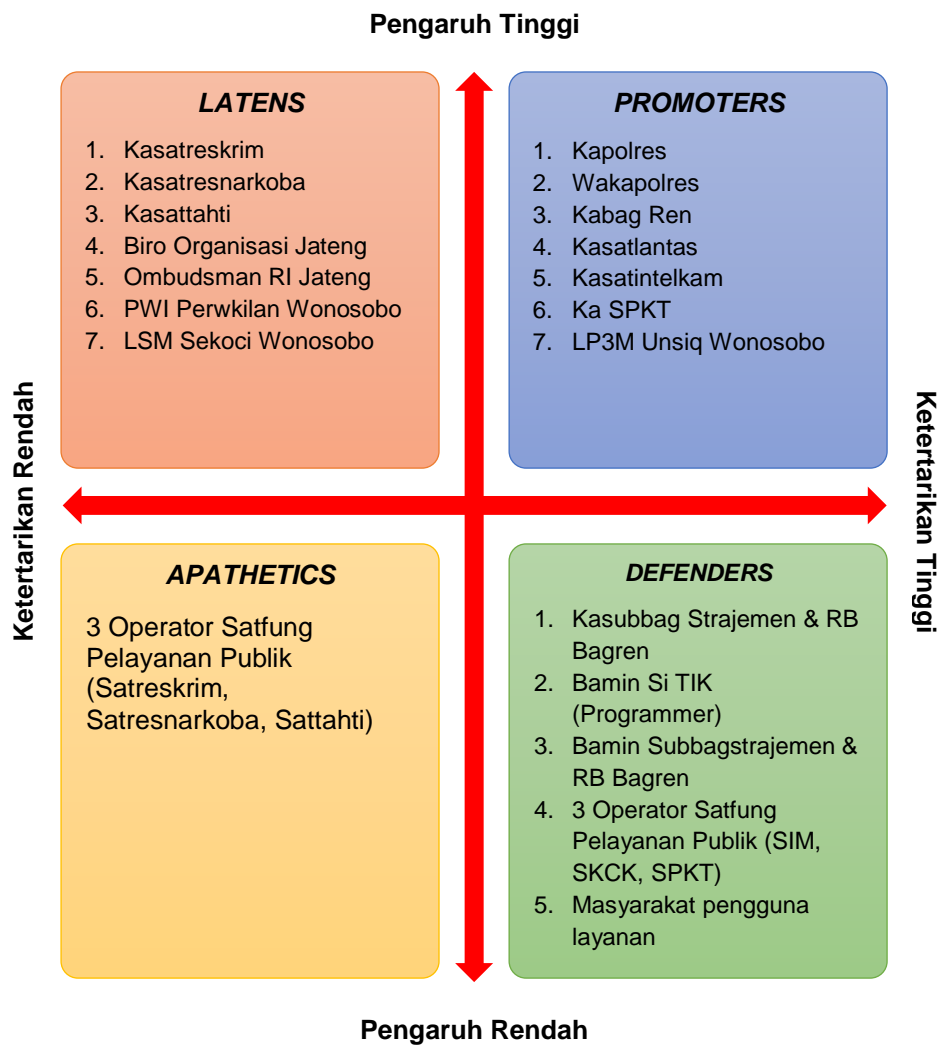 Pengaruh Tinggi
LATENS
1. Kasatreskrim
2. Kasatresnarkoba
3. Kasattahti
4. Biro Organisasi Jateng
5. Ombudsman RI Jateng
6. PWI Perwkilan Wonosobo
7. LSM Sekoci Wonosobo
PROMOTERS
1. Kapolres
2. Wakapolres
3. Kabag Ren
4. Kasatlantas
5. Kasatintelkam
6. Ka SPKT
7. LP3M Unsiq Wonosobo
Ketertarikan Rendah
Ketertarikan Tinggi
APATHETICS
3 Operator Satfung
Pelayanan Publik
(Satreskrim,
Satresnarkoba, Sattahti)
DEFENDERS
1. Kasubbag Strajemen & RB
Bagren
2. Bamin Si TIK
(Programmer)
3. Bamin Subbagstrajemen &
RB Bagren
4. 3 Operator Satfung
Pelayanan Publik (SIM,
SKCK, SPKT)
5. Masyarakat pengguna
layanan
Pengaruh Rendah